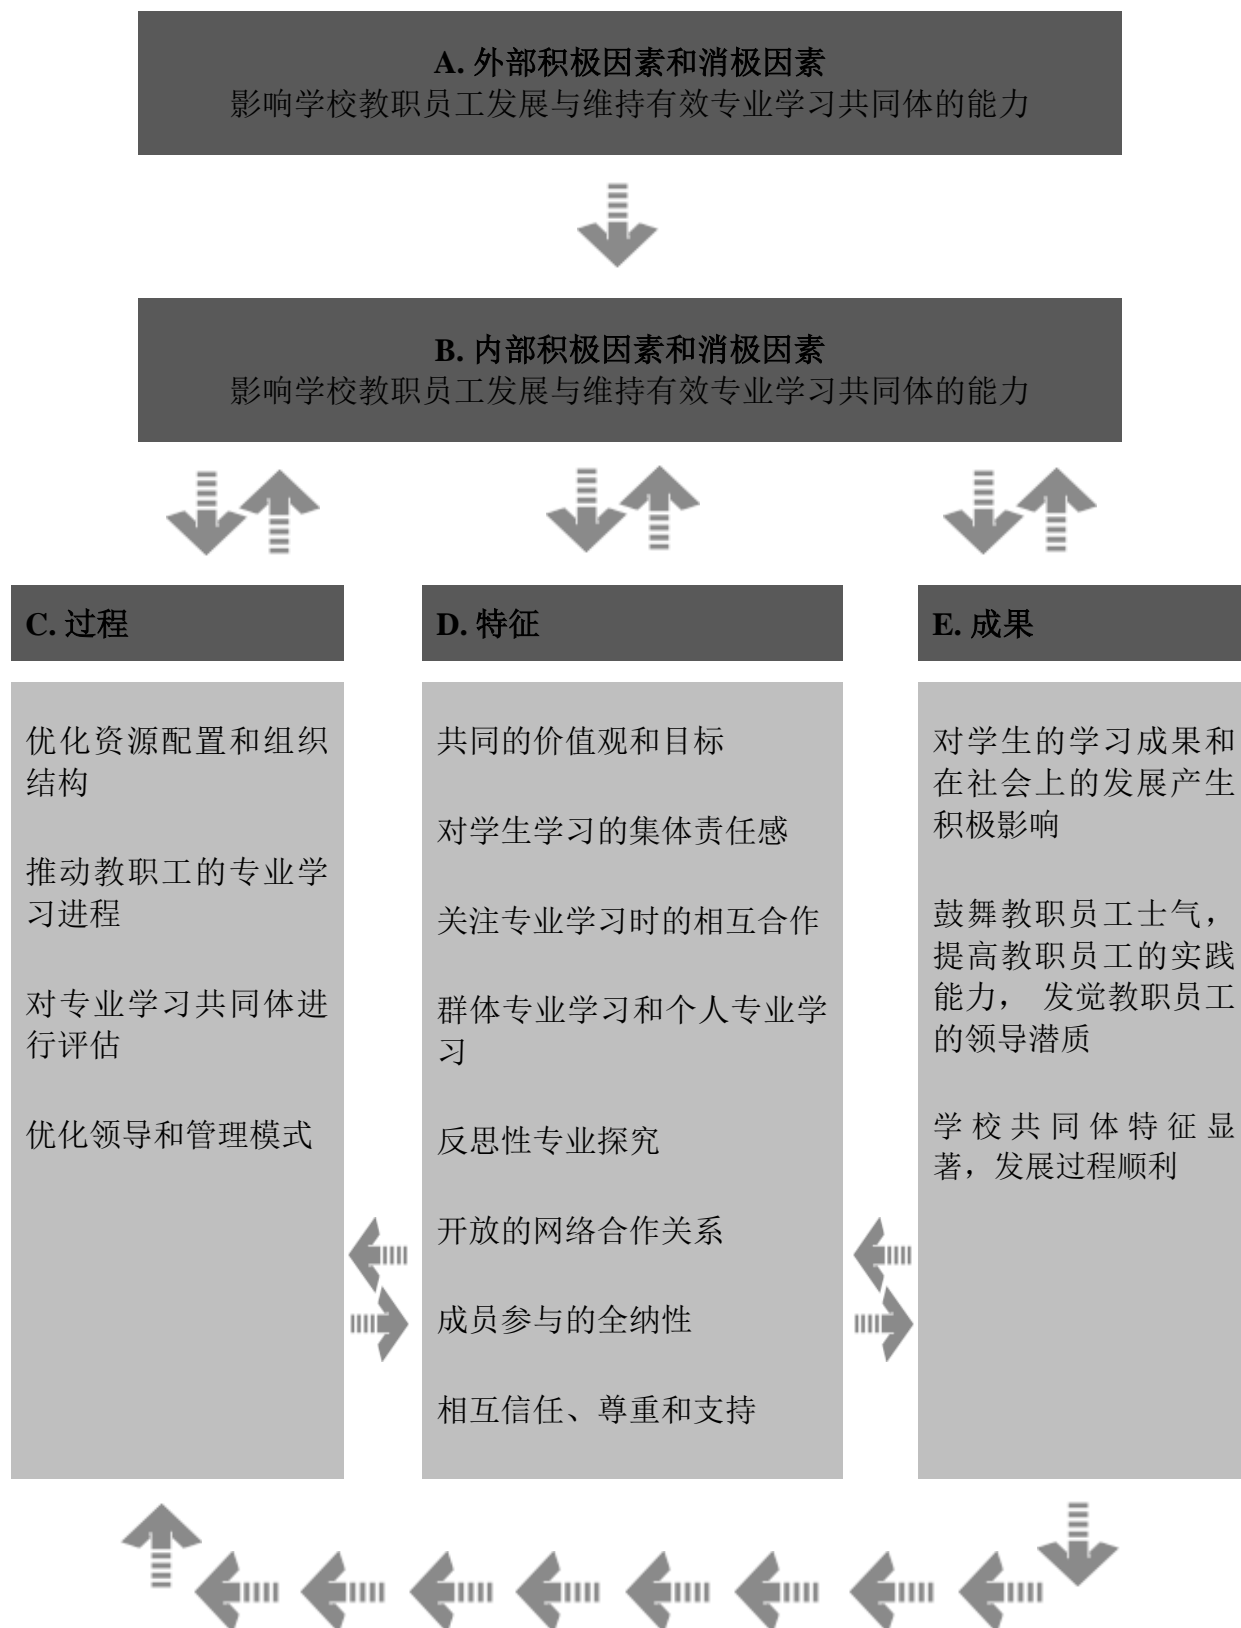 A. 外部积极因素和消极因素
影响学校教职员工发展与维持有效专业学习共同体的能力
B. 内部积极因素和消极因素
影响学校教职员工发展与维持有效专业学习共同体的能力
C. 过程
优化资源配置和组织
结构
推动教职工的专业学
习进程
对专业学习共同体进
行评估
优化领导和管理模式
D. 特征
共同的价值观和目标
对学生学习的集体责任感
关注专业学习时的相互合作
群体专业学习和个人专业学
习
反思性专业探究
开放的网络合作关系
成员参与的全纳性
相互信任、尊重和支持
E. 成果
对学生的学习成果和
在社会上的发展产生
积极影响
鼓舞教职员工士气，
提高教职员工的实践
能力， 发觉教职员工
的领导潜质
学校共同体特征显
著，发展过程顺利